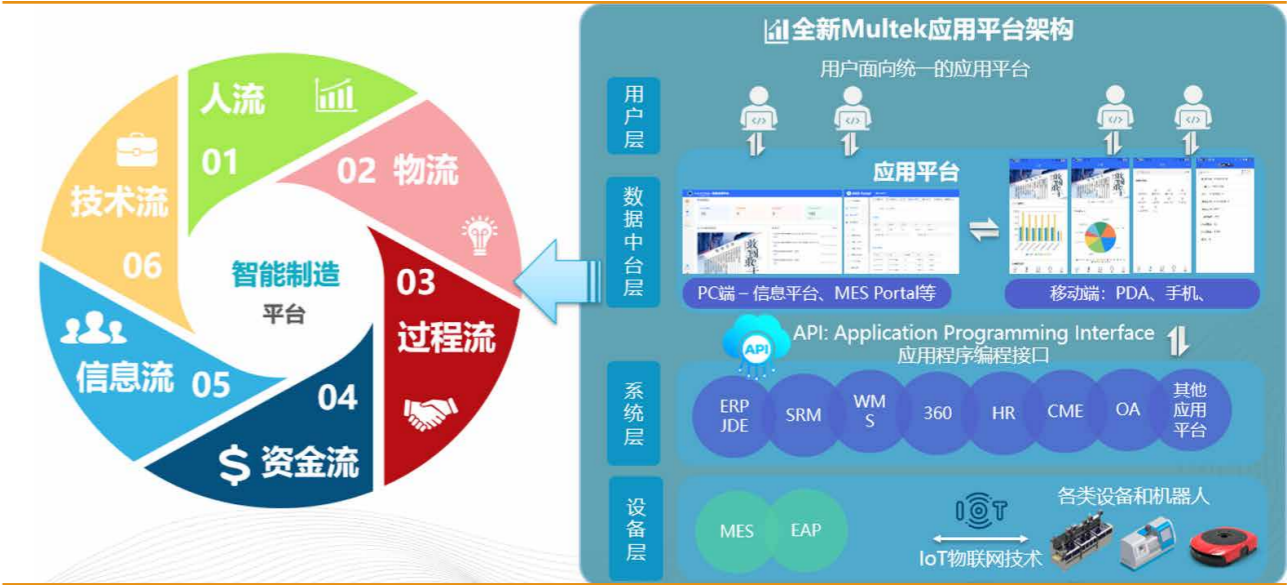 人流
01
02 物流
03
过程流
04
资金流
05
信息流
06
技术流
智能制造
平台
全新Multek应用平台架构
用户面向统一的应用平台
用户层
数据中台层
应用平台
PC端 – 信息平台、MES Portal等
移动端：PDA、手机、
API
API: Application Programming Interface
应用程序编程接口
系统层
ERP
JDE
SRM
WM
S
360
HR
CME
OA
其他
应用
平台
设备层
MES
EAP
IOT
IoT物联网技术
各类设备和机器人